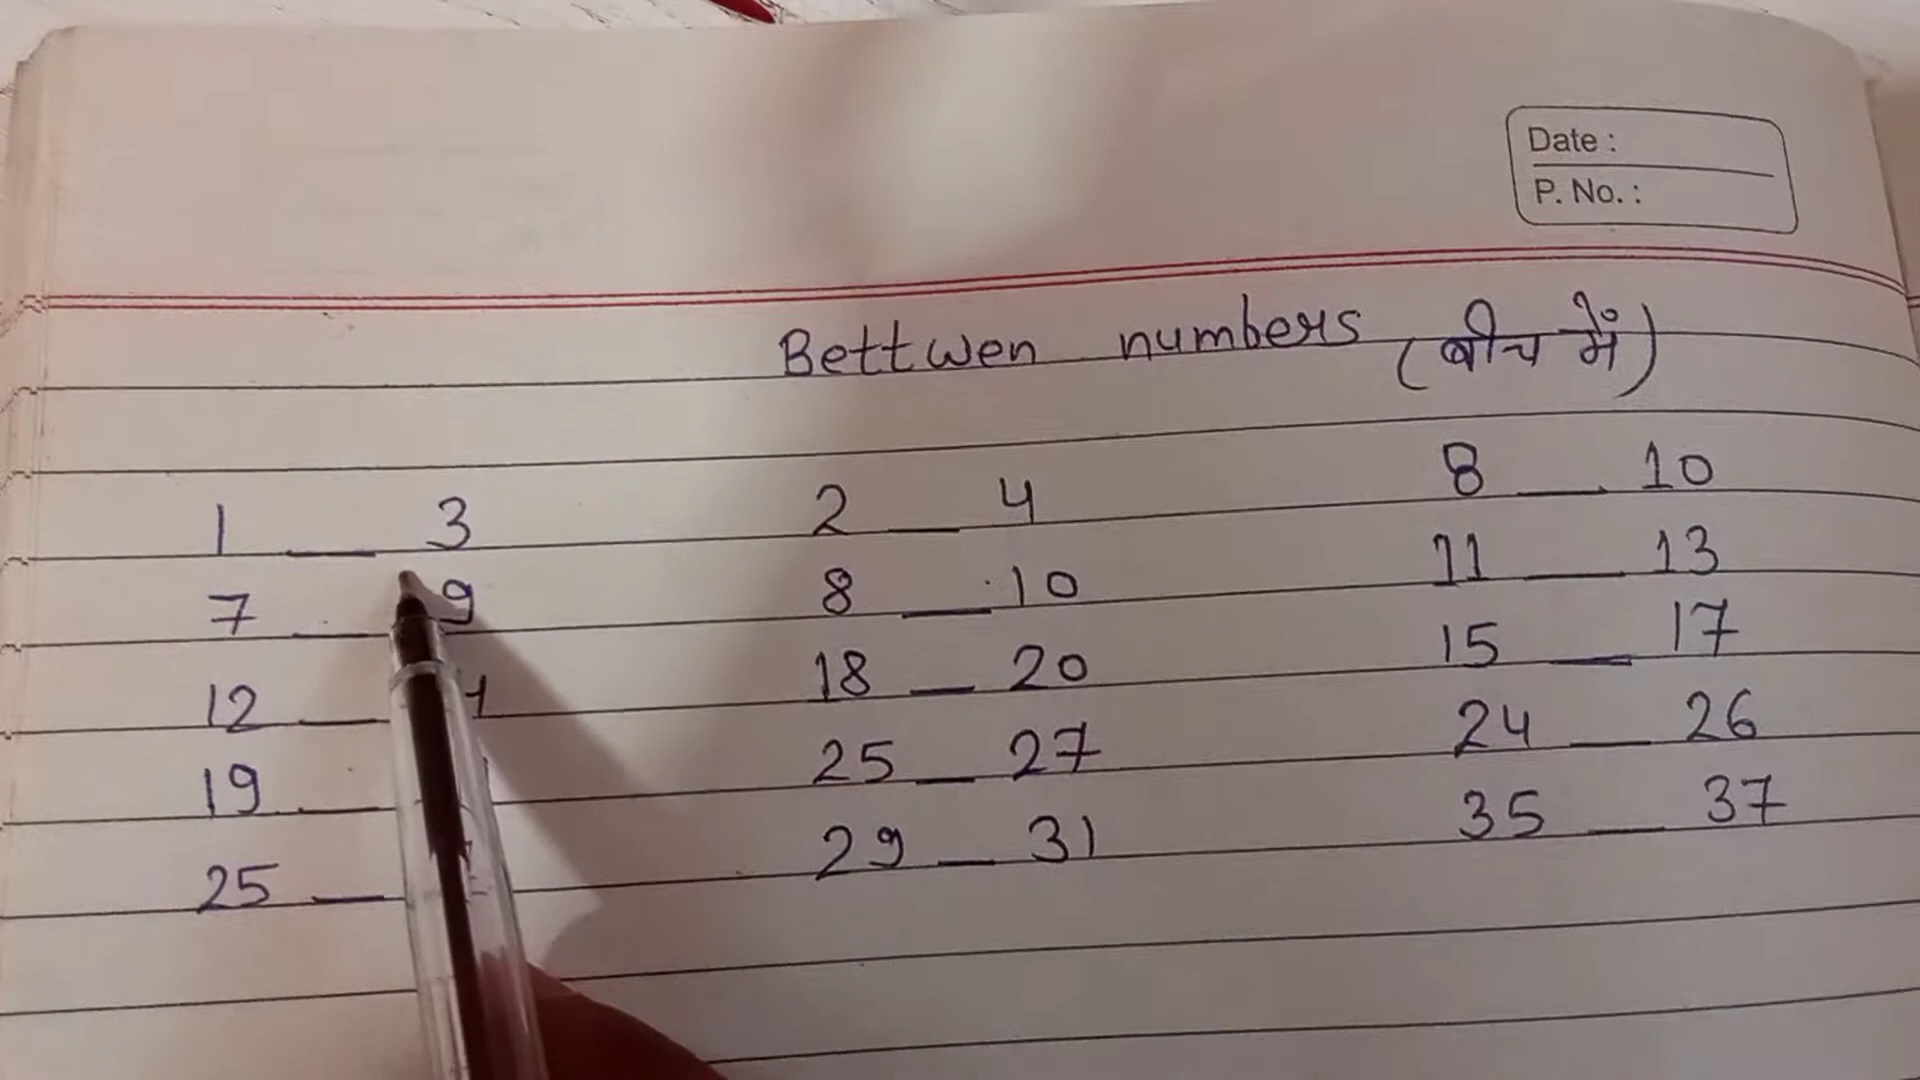 Date :
P. No. :
Bettwen numbers (बीच में)
1 __ 3 2 __ 4 8 __ 10
7 __ 9 8 __ 10 11 __ 13
12 __ 18 __ 20 15 __ 17
19 __ 25 __ 27 24 __ 26
25 __ 29 __ 31 35 __ 37